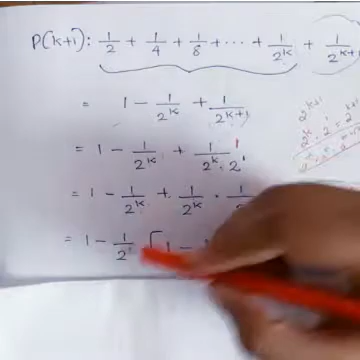 P(k+1): 1/2 + 1/4 + 1/8 + ... + 1/2^k + 1/2^(k+1)
= 1 - 1/2^k + 1/2^(k+1)
2^(k+1)
2^k · 2^1 = 2^(k+1)
= 1 - 1/2^k + 1/(2^k · 2^1)
= 1 - 1/2^k + 1/2^k ·
= 1 - 1/2 [ 1 -